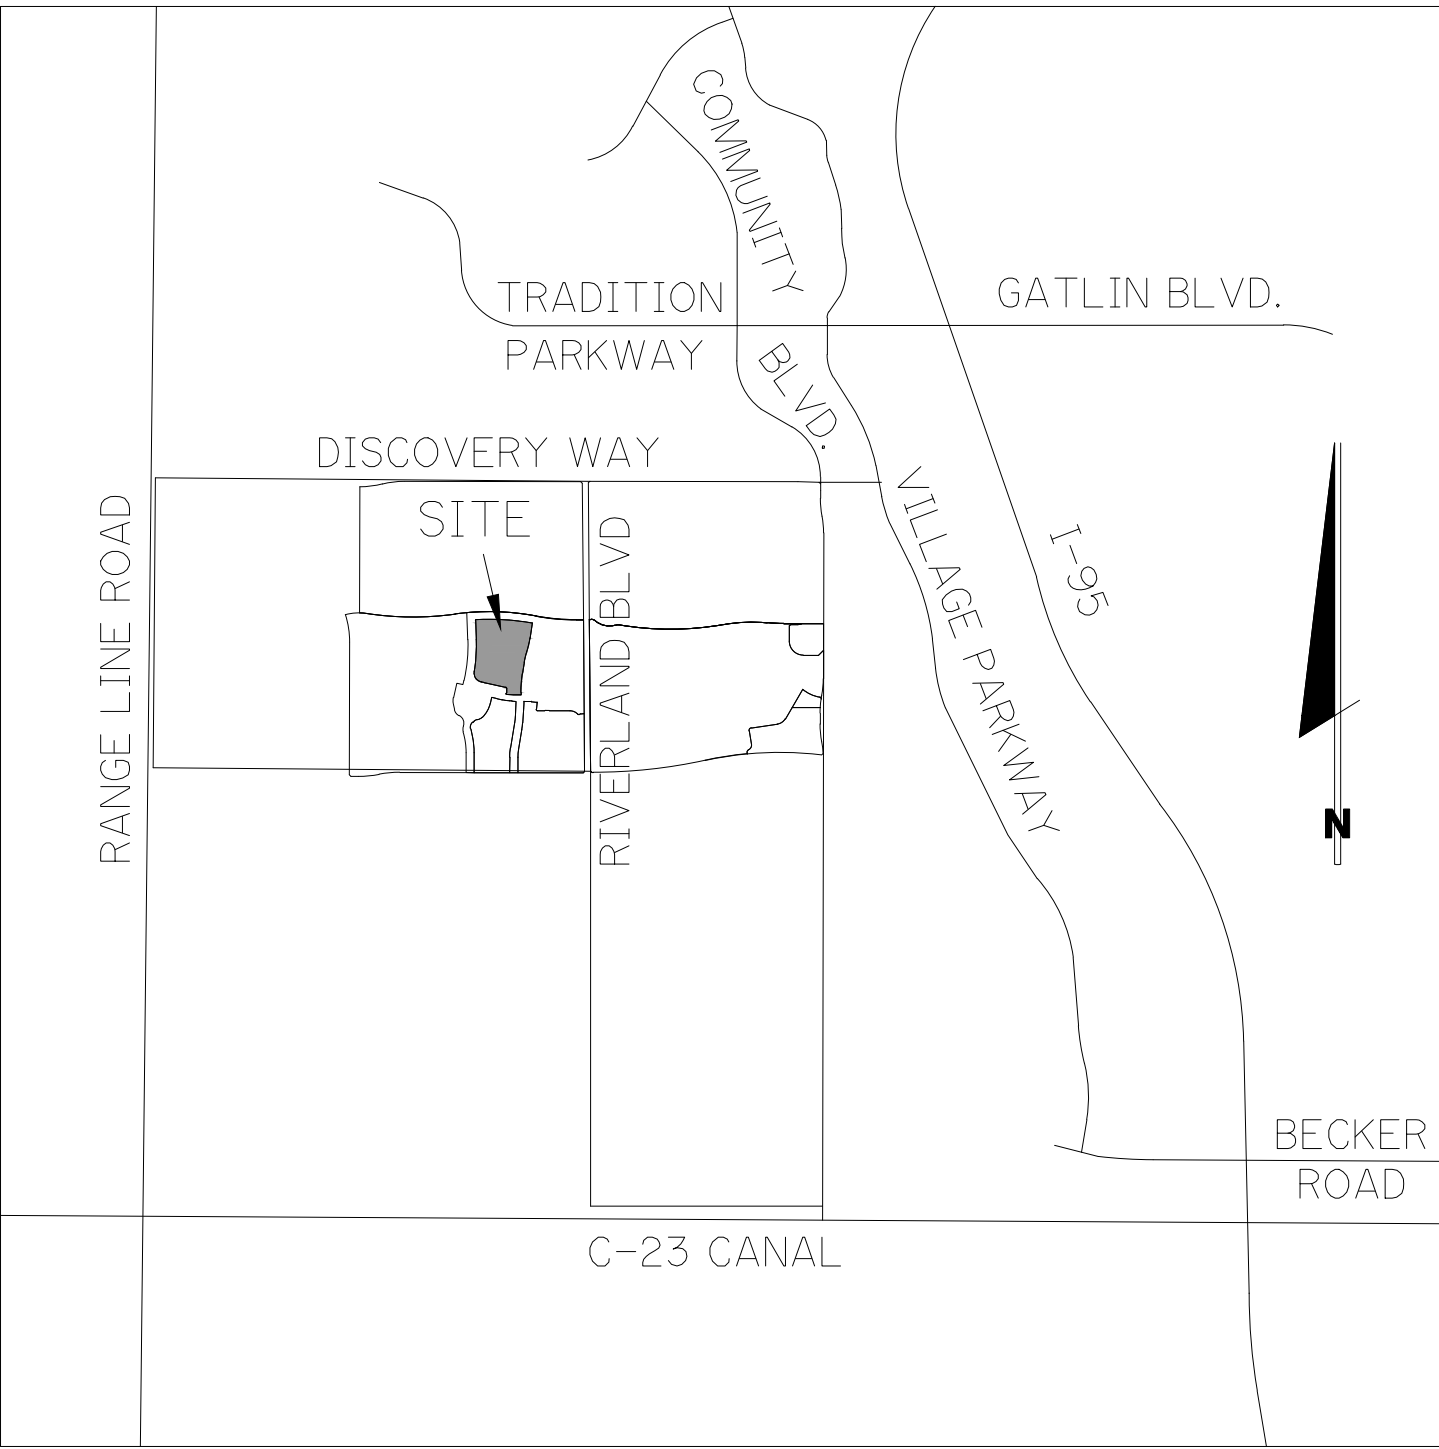 COMMUNITY
BLVD.
TRADITION
PARKWAY
GATLIN BLVD.
DISCOVERY WAY
SITE
RANGE LINE ROAD
RIVERLAND BLVD
VILLAGE PARKWAY
I-95
N
BECKER
ROAD
C-23 CANAL